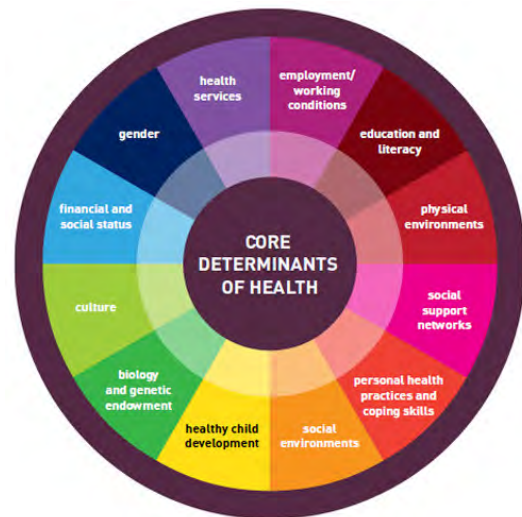 CORE
DETERMINANTS
OF HEALTH
health
services
employment/
working
conditions
education and
literacy
physical
environments
social
support
networks
personal health
practices and
coping skills
social
environments
healthy child
development
biology
and genetic
endowment
culture
financial and
social status
gender